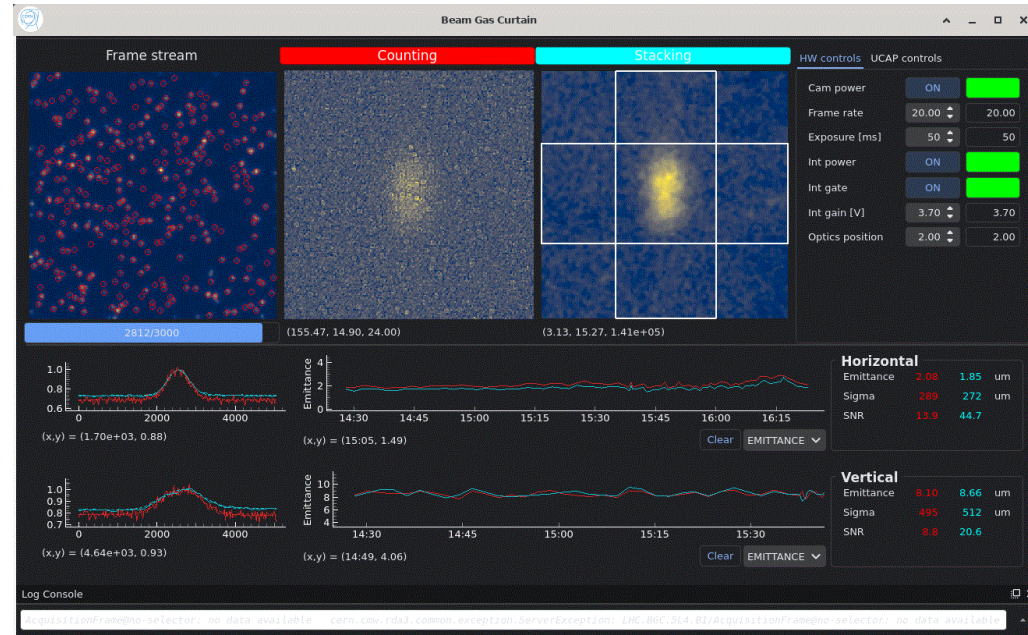 CERN
Beam Gas Curtain
Frame stream
Counting
Stacking
HW controls UCAP controls
Cam power ON
Frame rate 20.00 20.00
Exposure [ms] 50 50
Int power ON
Int gate ON
Int gain [V] 3.70 3.70
Optics position 2.00 2.00
2812/3000
(155.47, 14.90, 24.00)
(3.13, 15.27, 1.41e+05)
1.0
0.8
0.6
0 2000 4000
(x,y) = (1.70e+03, 0.88)
Emittance
4
2
0
14:30 14:45 15:00 15:15 15:30 15:45 16:00 16:15
(x,y) = (15:05, 1.49)
Clear EMITTANCE
Horizontal
Emittance 2.08 1.85 um
Sigma 289 272 um
SNR 13.9 44.7
1.0
0.9
0.8
0.7
0 2000 4000
(x,y) = (4.64e+03, 0.93)
Emittance
10
8
6
4
14:30 14:45 15:00 15:15 15:30
(x,y) = (14:49, 4.06)
Clear EMITTANCE
Vertical
Emittance 8.10 8.66 um
Sigma 495 512 um
SNR 8.8 20.6
Log Console
AcquisitionFrame@no-selector: no data available cern.cmw.rda3.common.exception.ServerException: LHC.BGC.5L4.B1/AcquisitionFrame@no-selector: no data available